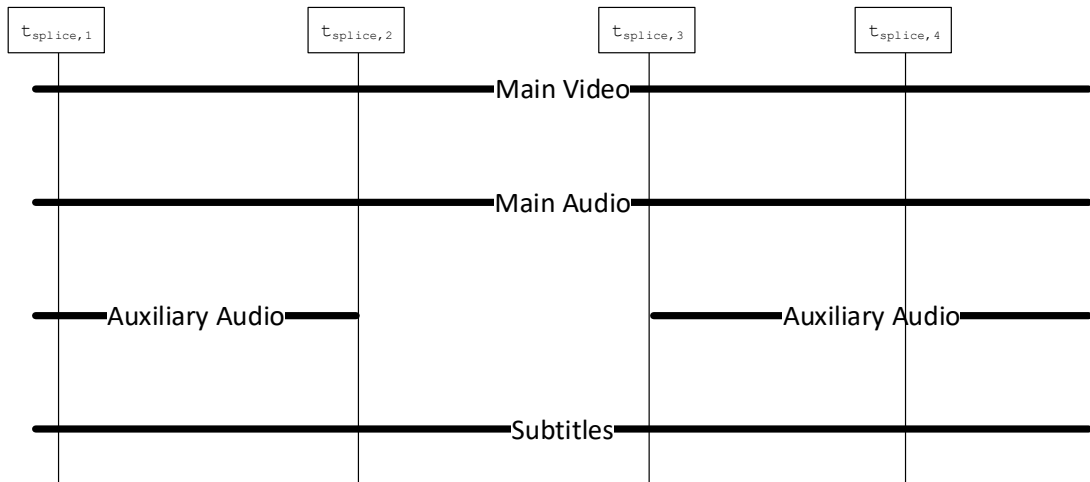 tsplice,1 tsplice,2 tsplice,3 tsplice,4
Main Video
Main Audio
Auxiliary Audio Auxiliary Audio
Subtitles